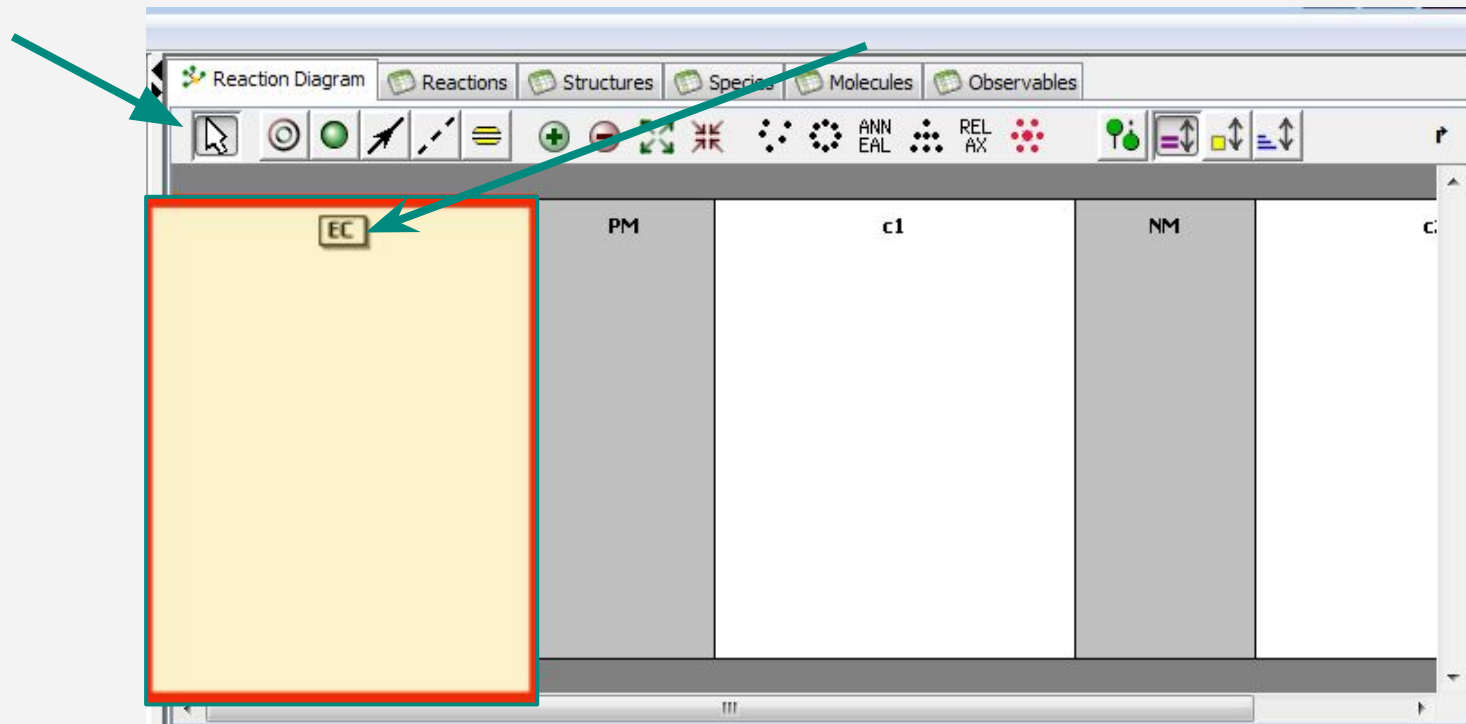 Reaction Diagram Reactions Structures Species Molecules Observables
ANN EAL REL AX
EC PM c1 NM